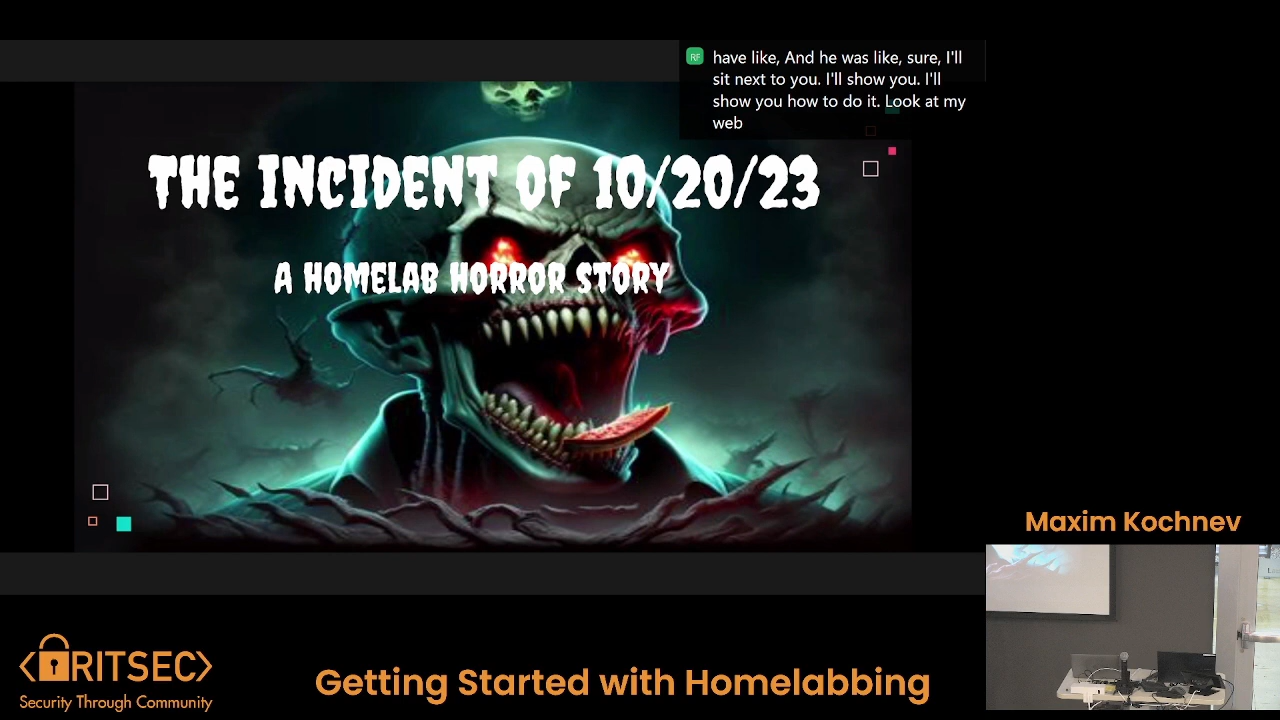 RF
have like, And he was like, sure, I'll
sit next to you. I'll show you. I'll
show you how to do it. Look at my
web
THE INCIDENT OF 10/20/23
A HOMELAB HORROR STORY
Maxim Kochnev
<RITSEC>
Security Through Community
Getting Started with Homelabbing